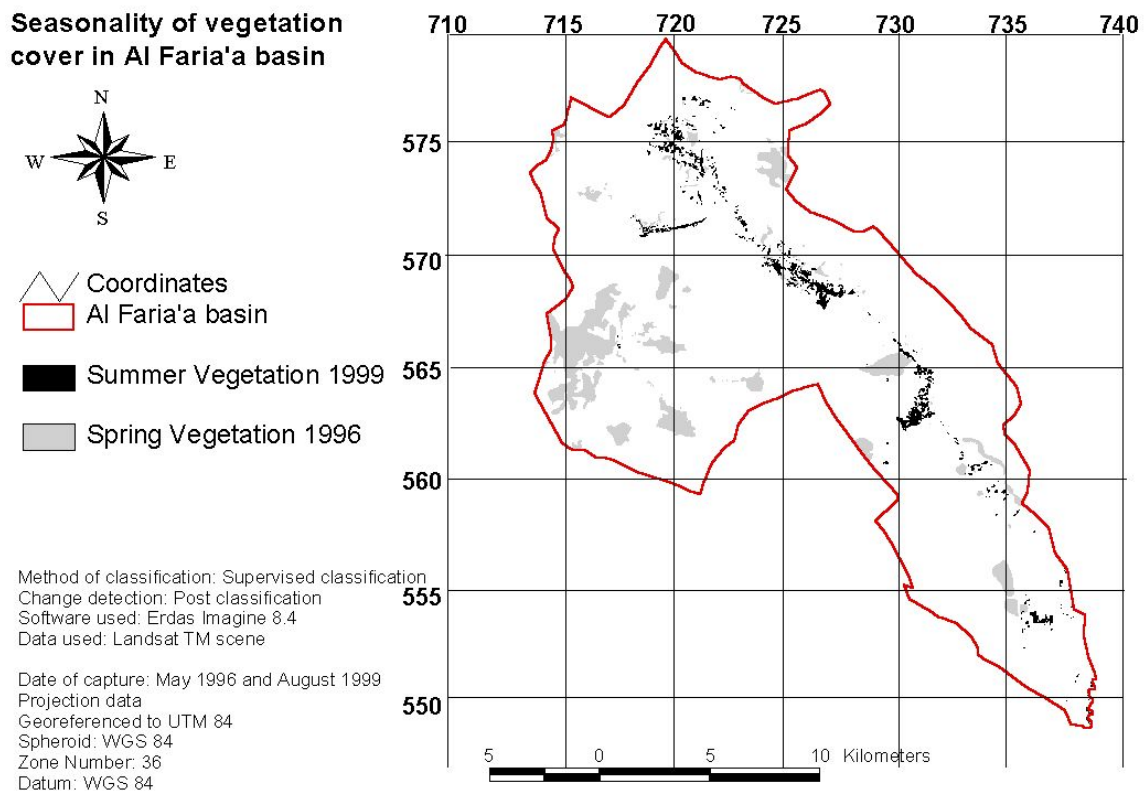 Seasonality of vegetation
cover in Al Faria'a basin
N
W E
S
Coordinates
Al Faria'a basin
Summer Vegetation 1999
Spring Vegetation 1996
Method of classification: Supervised classification
Change detection: Post classification
Software used: Erdas Imagine 8.4
Data used: Landsat TM scene
Date of capture: May 1996 and August 1999
Projection data
Georeferenced to UTM 84
Spheroid: WGS 84
Zone Number: 36
Datum: WGS 84
710 715 720 725 730 735 740
575
570
565
560
555
550
5 0 5 10 Kilometers